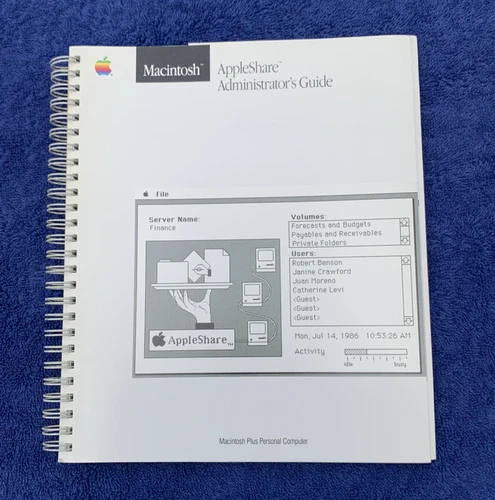 Macintosh™
AppleShare™
Administrator's Guide
File
Server Name:
Finance
Volumes:
Forecasts and Budgets
Payables and Receivables
Private Folders
Users:
Robert Benson
Janine Crawford
Juan Moreno
Catherine Levi
<Guest>
<Guest>
<Guest>
AppleShare™
Mon, Jul 14, 1986 10:53:26 AM
Activity
Idle busy
Macintosh Plus Personal Computer